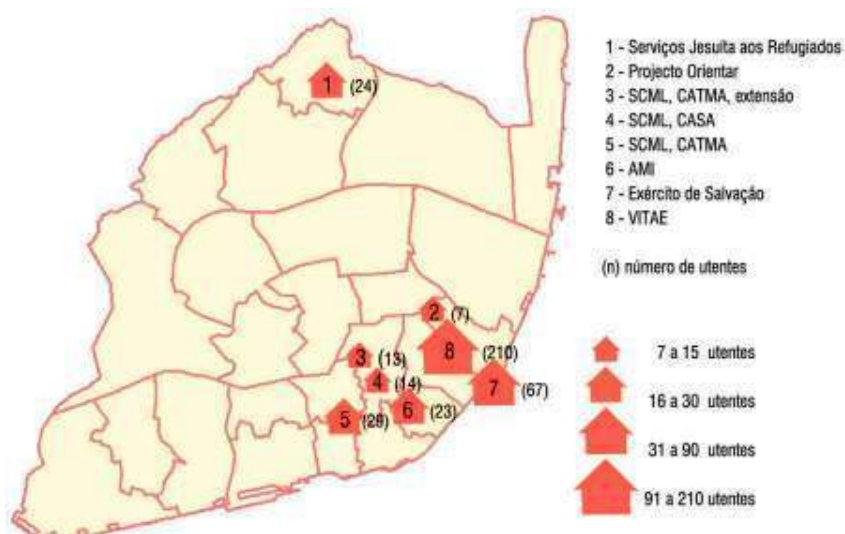 1 - Serviços Jesuíta aos Refugiados
2 - Projecto Orientar
3 - SCML, CATMA, extensão
4 - SCML, CASA
5 - SCML, CATMA
6 - AMI
7 - Exército de Salvação
8 - VITAE
(n) número de utentes
7 a 15 utentes
16 a 30 utentes
31 a 90 utentes
91 a 210 utentes
1 (24)
2 (7)
8 (210)
3 (13)
4 (14)
7 (67)
6 (23)
5